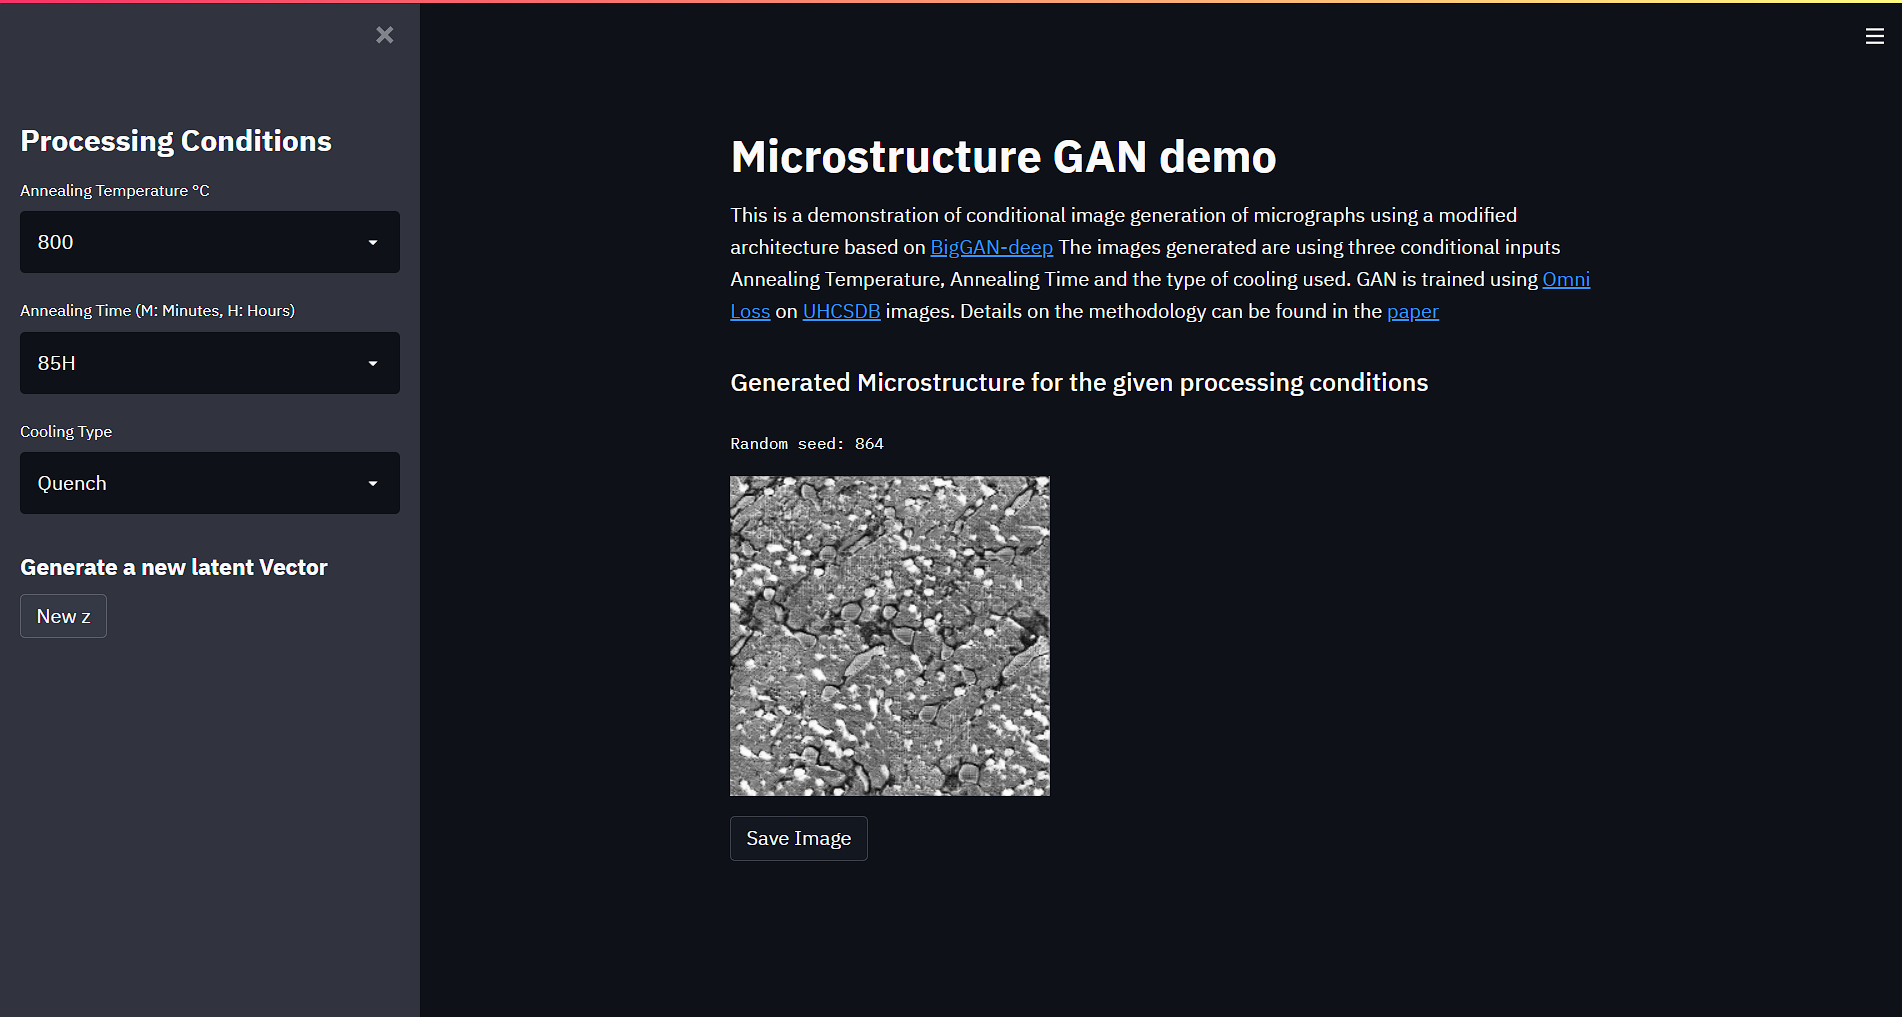 Processing Conditions
Annealing Temperature °C
800
Annealing Time (M: Minutes, H: Hours)
85H
Cooling Type
Quench
Generate a new latent Vector
New z
Microstructure GAN demo
This is a demonstration of conditional image generation of micrographs using a modified
architecture based on BigGAN-deep The images generated are using three conditional inputs
Annealing Temperature, Annealing Time and the type of cooling used. GAN is trained using Omni
Loss on UHCSDB images. Details on the methodology can be found in the paper
Generated Microstructure for the given processing conditions
Random seed: 864
Save Image